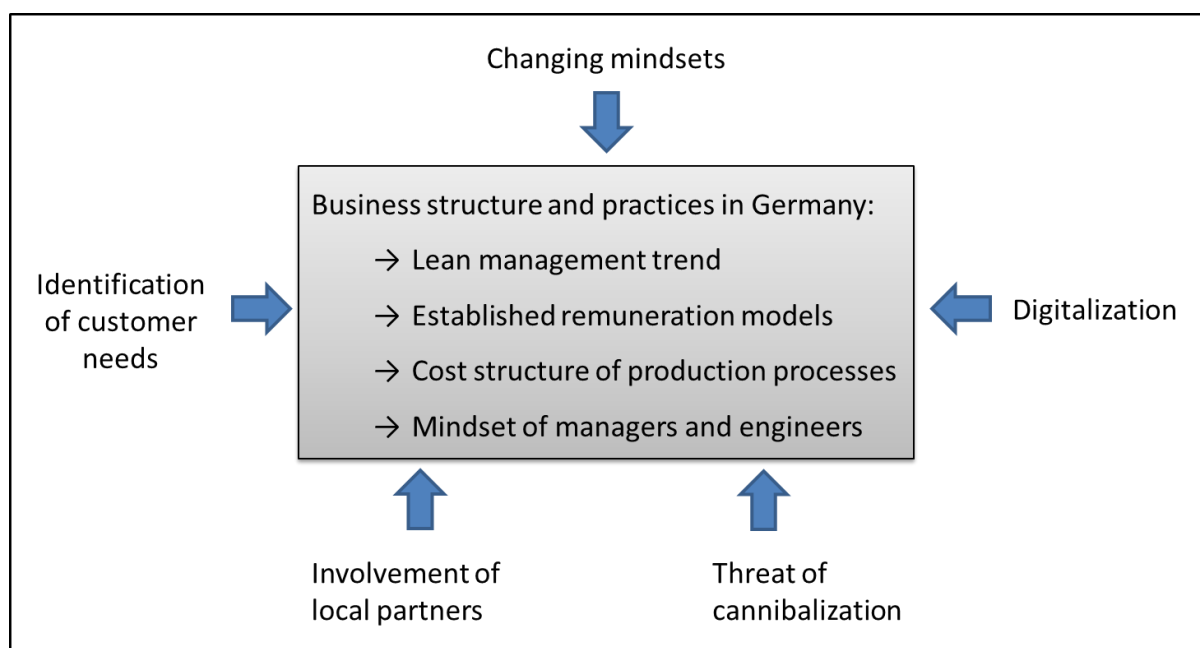 Changing mindsets
Business structure and practices in Germany:
→ Lean management trend
→ Established remuneration models
→ Cost structure of production processes
→ Mindset of managers and engineers
Identification
of customer
needs
Digitalization
Involvement of
local partners
Threat of
cannibalization